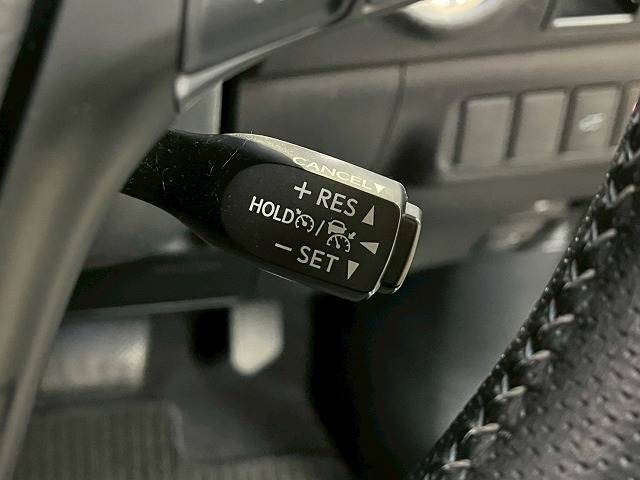 CANCEL▼
+ RES ▲
HOLD / ◀
− SET ▼